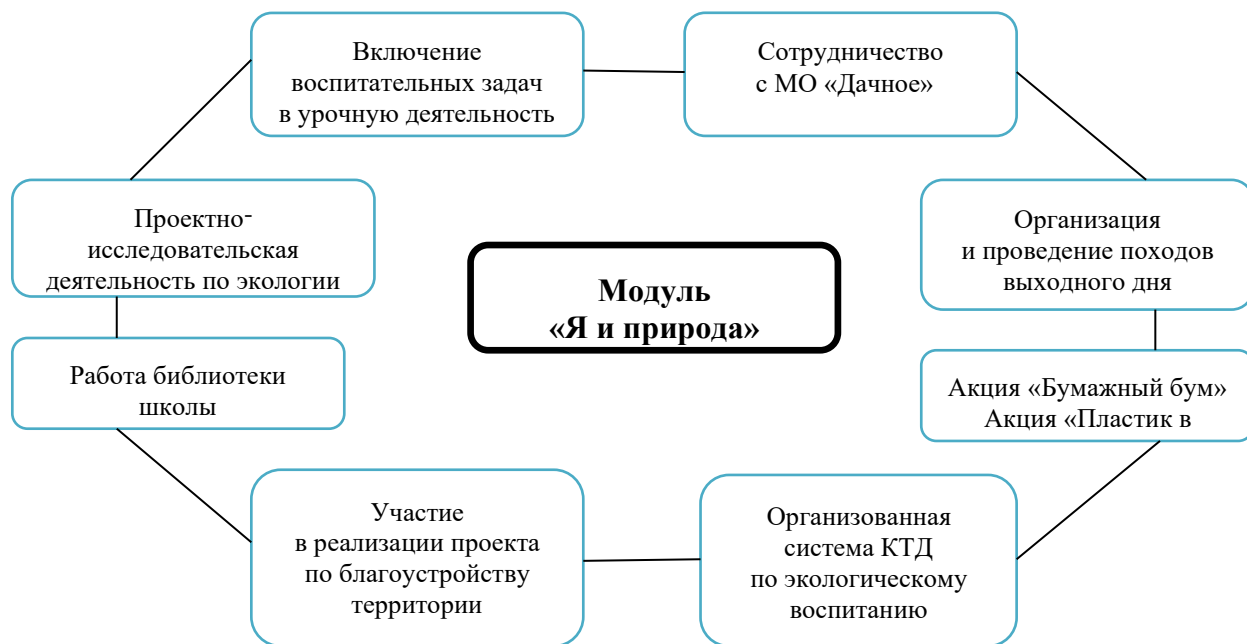 Включение
воспитательных задач
в урочную деятельность
Сотрудничество
с МО «Дачное»
Проектно-
исследовательская
деятельность по экологии
Модуль
«Я и природа»
Организация
и проведение походов
выходного дня
Работа библиотеки
школы
Акция «Бумажный бум»
Акция «Пластик в
Участие
в реализации проекта
по благоустройству
территории
Организованная
система КТД
по экологическому
воспитанию